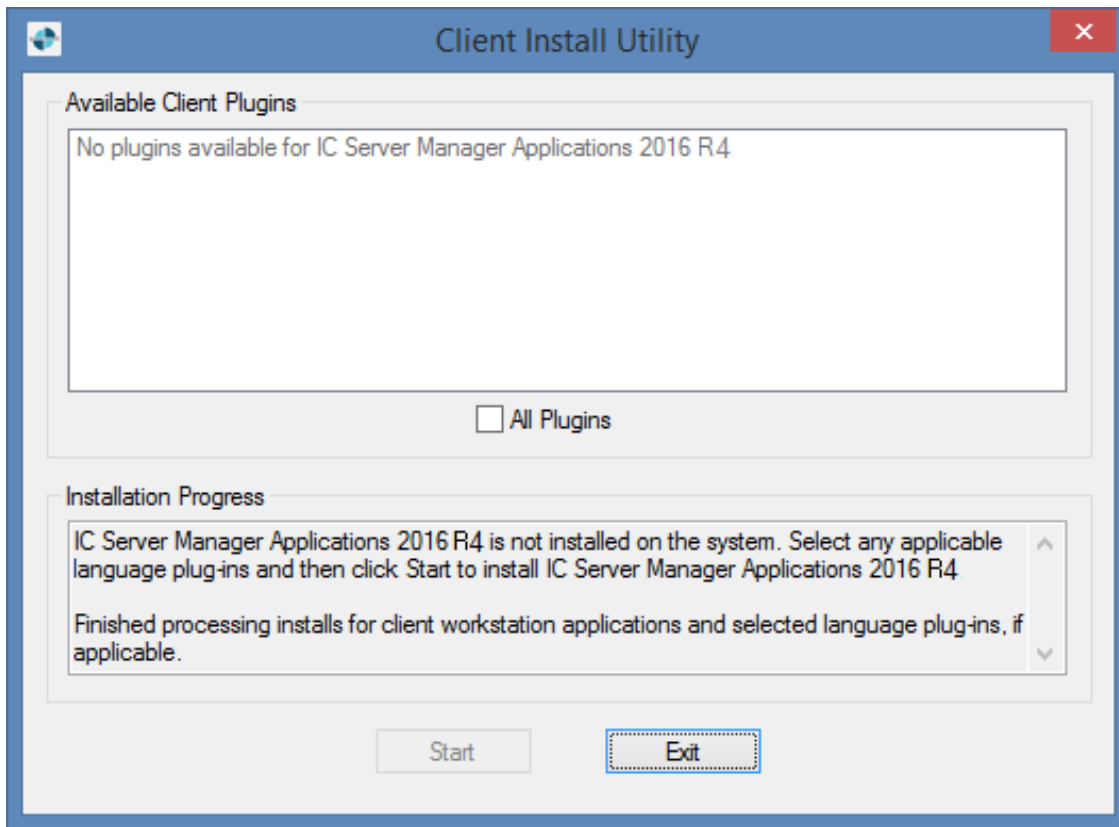 Client Install Utility
Available Client Plugins
No plugins available for IC Server Manager Applications 2016 R4
All Plugins
Installation Progress
IC Server Manager Applications 2016 R4 is not installed on the system. Select any applicable
language plug-ins and then click Start to install IC Server Manager Applications 2016 R4
Finished processing installs for client workstation applications and selected language plug-ins, if
applicable.
Start
Exit